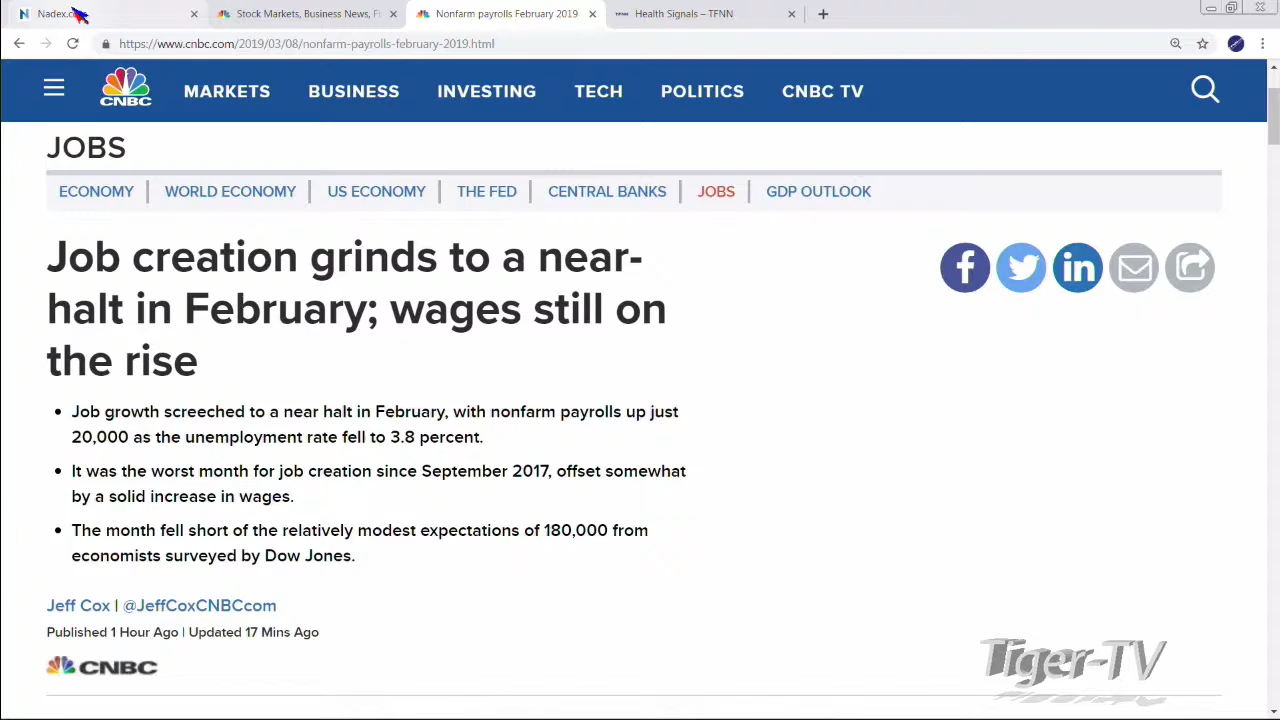 Stock Markets, Business News, Fi
Nonfarm payrolls February 2019
Health Signals – TFNN
https://www.cnbc.com/2019/03/08/nonfarm-payrolls-february-2019.html
CNBC
MARKETS BUSINESS INVESTING TECH POLITICS CNBC TV
JOBS
ECONOMY WORLD ECONOMY US ECONOMY THE FED CENTRAL BANKS JOBS GDP OUTLOOK
Job creation grinds to a near-
halt in February; wages still on
the rise
Job growth screeched to a near halt in February, with nonfarm payrolls up just
20,000 as the unemployment rate fell to 3.8 percent.
It was the worst month for job creation since September 2017, offset somewhat
by a solid increase in wages.
The month fell short of the relatively modest expectations of 180,000 from
economists surveyed by Dow Jones.
Jeff Cox | @JeffCoxCNBCcom
Published 1 Hour Ago | Updated 17 Mins Ago
CNBC
Tiger-TV